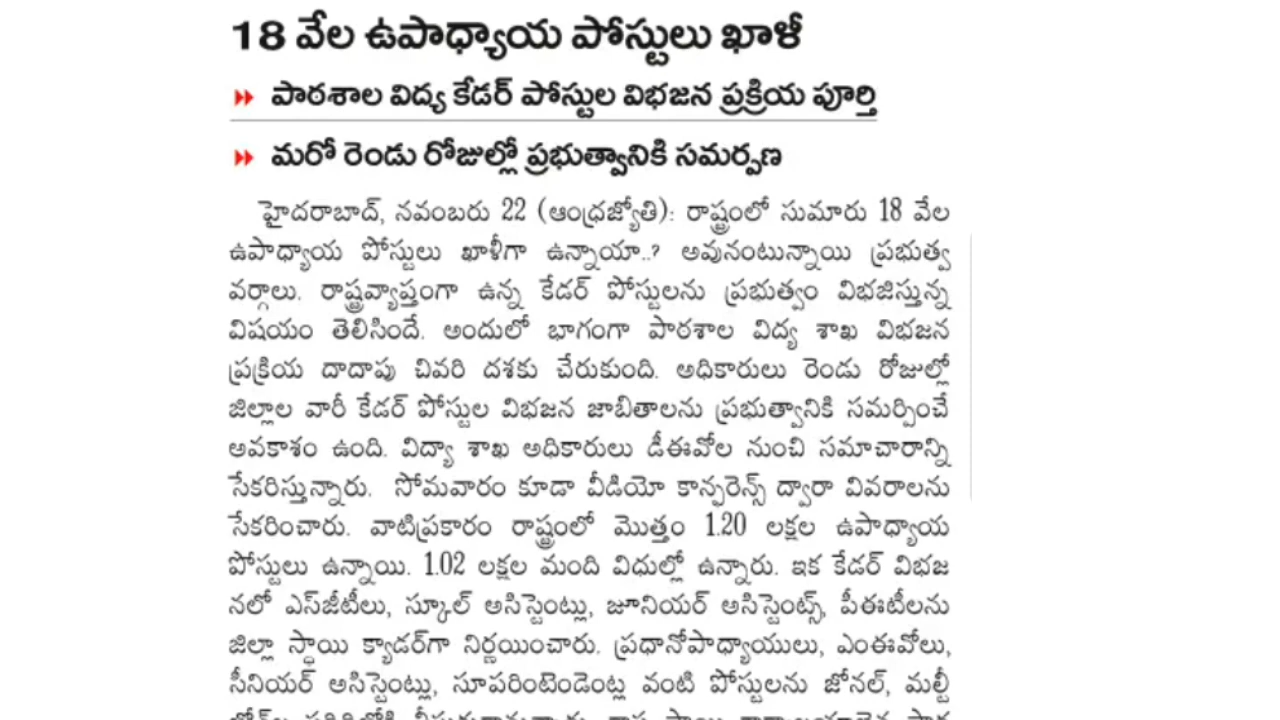 18 వేల ఉపాధ్యాయ పోస్టులు ఖాళీ
పాఠశాల విద్య కేడర్ పోస్టుల విభజన ప్రక్రియ పూర్తి
మరో రెండు రోజుల్లో ప్రభుత్వానికి సమర్పణ
హైదరాబాద్, నవంబరు 22 (ఆంధ్రజ్యోతి): రాష్ట్రంలో సుమారు 18 వేల
ఉపాధ్యాయ పోస్టులు ఖాళీగా ఉన్నాయా..? అవునంటున్నాయి ప్రభుత్వ
వర్గాలు. రాష్ట్రవ్యాప్తంగా ఉన్న కేడర్ పోస్టులను ప్రభుత్వం విభజిస్తున్న
విషయం తెలిసిందే. అందులో భాగంగా పాఠశాల విద్య శాఖ విభజన
ప్రక్రియ దాదాపు చివరి దశకు చేరుకుంది. అధికారులు రెండు రోజుల్లో
జిల్లాల వారీ కేడర్ పోస్టుల విభజన జాబితాలను ప్రభుత్వానికి సమర్పించే
అవకాశం ఉంది. విద్యా శాఖ అధికారులు డీఈవోల నుంచి సమాచారాన్ని
సేకరిస్తున్నారు. సోమవారం కూడా వీడియో కాన్ఫరెన్స్ ద్వారా వివరాలను
సేకరించారు. వాటిప్రకారం రాష్ట్రంలో మొత్తం 1.20 లక్షల ఉపాధ్యాయ
పోస్టులు ఉన్నాయి. 1.02 లక్షల మంది విధుల్లో ఉన్నారు. ఇక కేడర్ విభజ
నలో ఎస్‌జీటీలు, స్కూల్ అసిస్టెంట్లు, జూనియర్ అసిస్టెంట్స్, పీఈటీలను
జిల్లా స్థాయి క్యాడర్‌గా నిర్ణయించారు. ప్రధానోపాధ్యాయులు, ఎంఈవోలు,
సీనియర్ అసిస్టెంట్లు, సూపరింటెండెంట్ల వంటి పోస్టులను జోనల్, మల్టీ